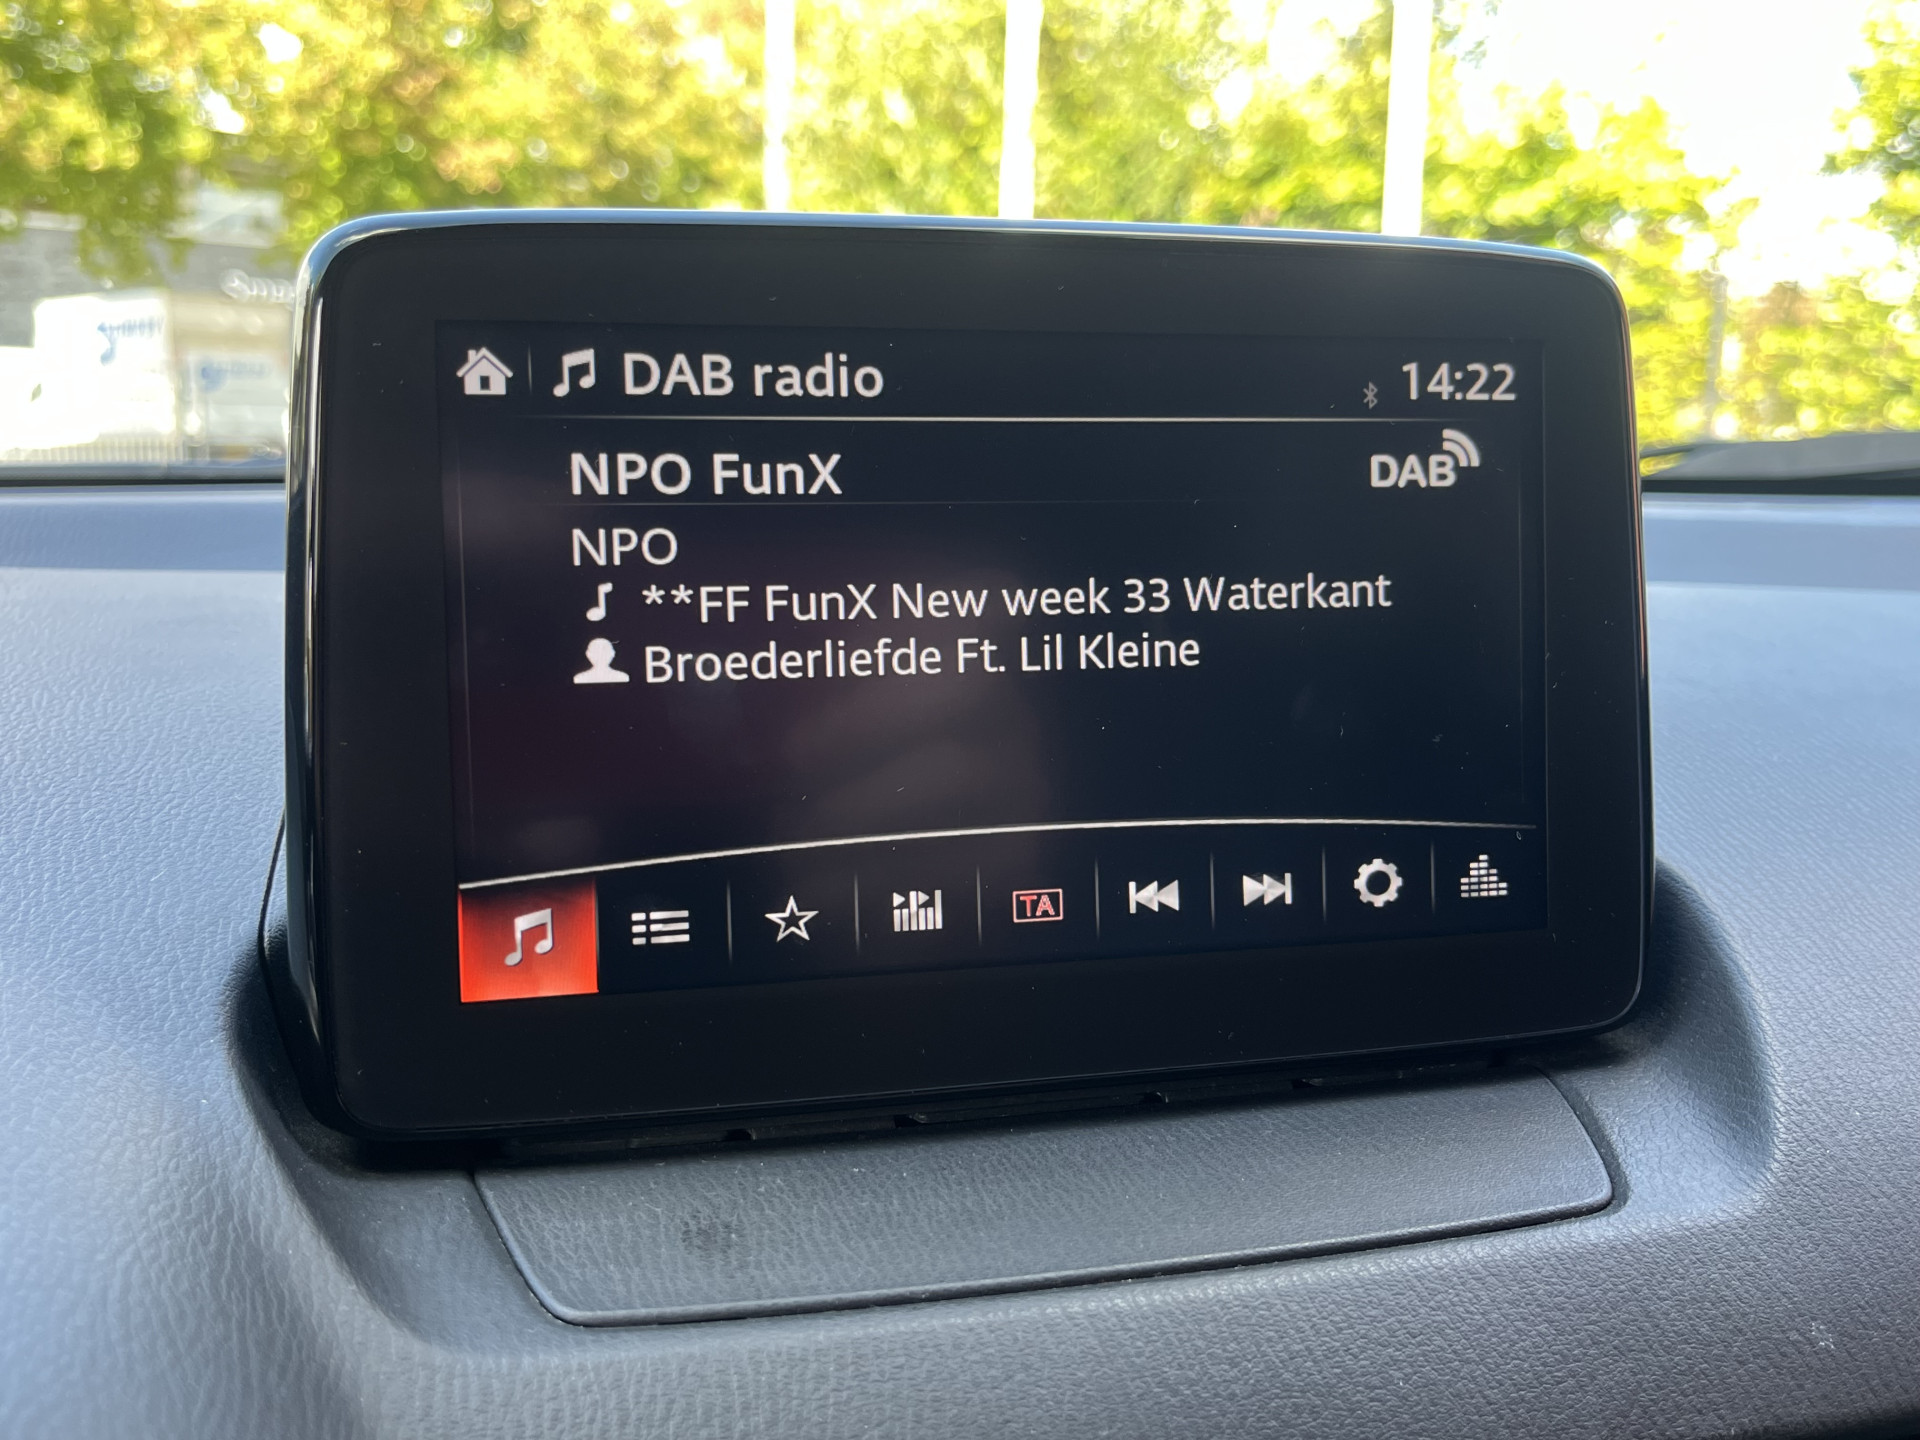 DAB radio
14:22
NPO FunX
DAB
NPO
**FF FunX New week 33 Waterkant
Broederliefde Ft. Lil Kleine
TA